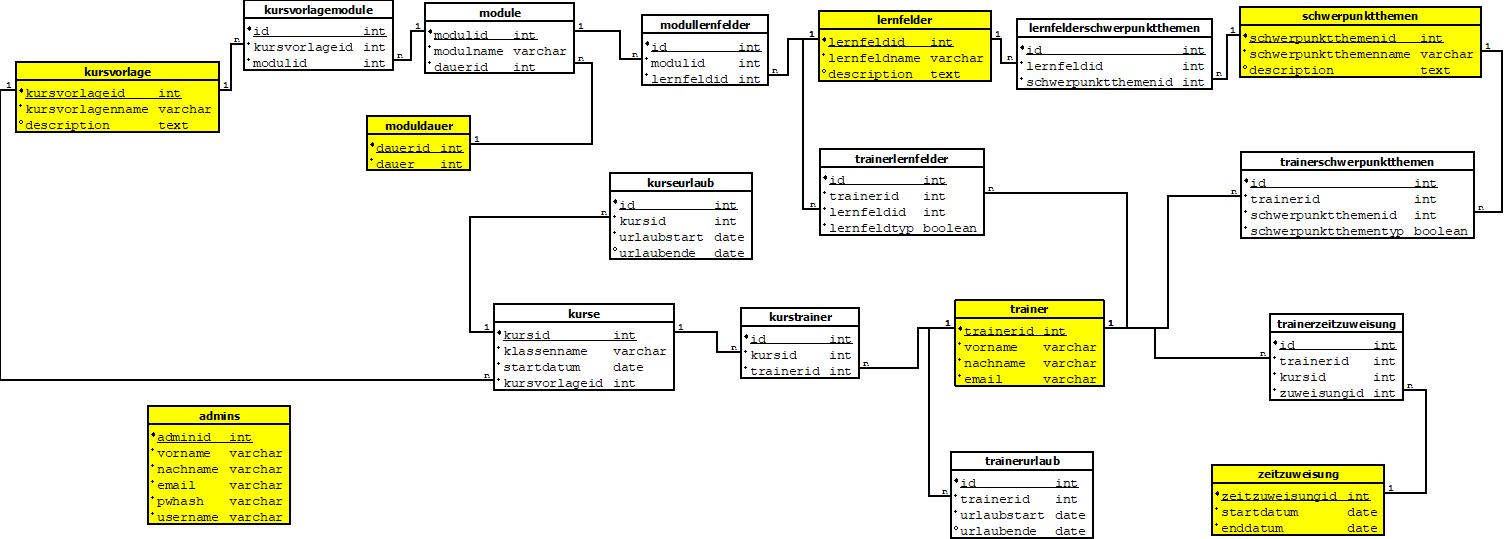 kursvorlagemodule
id int
kursvorlageid int
modulid int
module
modulid int
modulname varchar
dauerid int
modullernfelder
id int
modulid int
lernfeldid int
lernfelder
lernfeldid int
lernfeldname varchar
description text
lernfelderschwerpunktthemen
id int
lernfeldid int
schwerpunktthemenid int
schwerpunktthemen
schwerpunktthemenid int
schwerpunktthemenname varchar
description text
kursvorlage
kursvorlageid int
kursvorlagenname varchar
description text
moduldauer
dauerid int
dauer int
kurseurlaub
id int
kursid int
urlaubstart date
urlaubende date
trainerlernfelder
id int
trainerid int
lernfeldid int
lernfeldtyp boolean
trainerschwerpunktthemen
id int
trainerid int
schwerpunktthemenid int
schwerpunktthementyp boolean
kurse
kursid int
klassenname varchar
startdatum date
kursvorlageid int
kurstrainer
id int
kursid int
trainerid int
trainer
trainerid int
vorname varchar
nachname varchar
email varchar
trainerzeitzuweisung
id int
trainerid int
kursid int
zuweisungid int
admins
adminid int
vorname varchar
nachname varchar
email varchar
pwhash varchar
username varchar
trainerurlaub
id int
trainerid int
urlaubstart date
urlaubende date
zeitzuweisung
zeitzuweisungid int
startdatum date
enddatum date
1
n
1
n
1
n
n
1
n
1
1
n
n
1
1
n
n
n
n
n
1
1
n
n
1
1
n
n
n
1